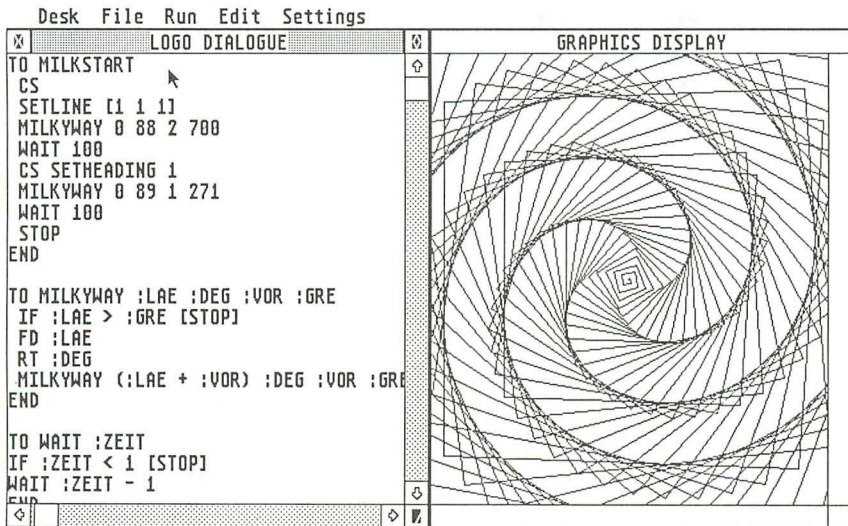 Desk File Run Edit Settings
LOGO DIALOGUE
TO MILKSTART
CS
SETLINE [1 1 1]
MILKYWAY 0 88 2 700
WAIT 100
CS SETHEADING 1
MILKYWAY 0 89 1 271
WAIT 100
STOP
END
TO MILKYWAY :LAE :DEG :VOR :GRE
IF :LAE > :GRE [STOP]
FD :LAE
RT :DEG
MILKYWAY (:LAE + :VOR) :DEG :VOR :GRE
END
TO WAIT :ZEIT
IF :ZEIT < 1 [STOP]
WAIT :ZEIT - 1
END
GRAPHICS DISPLAY